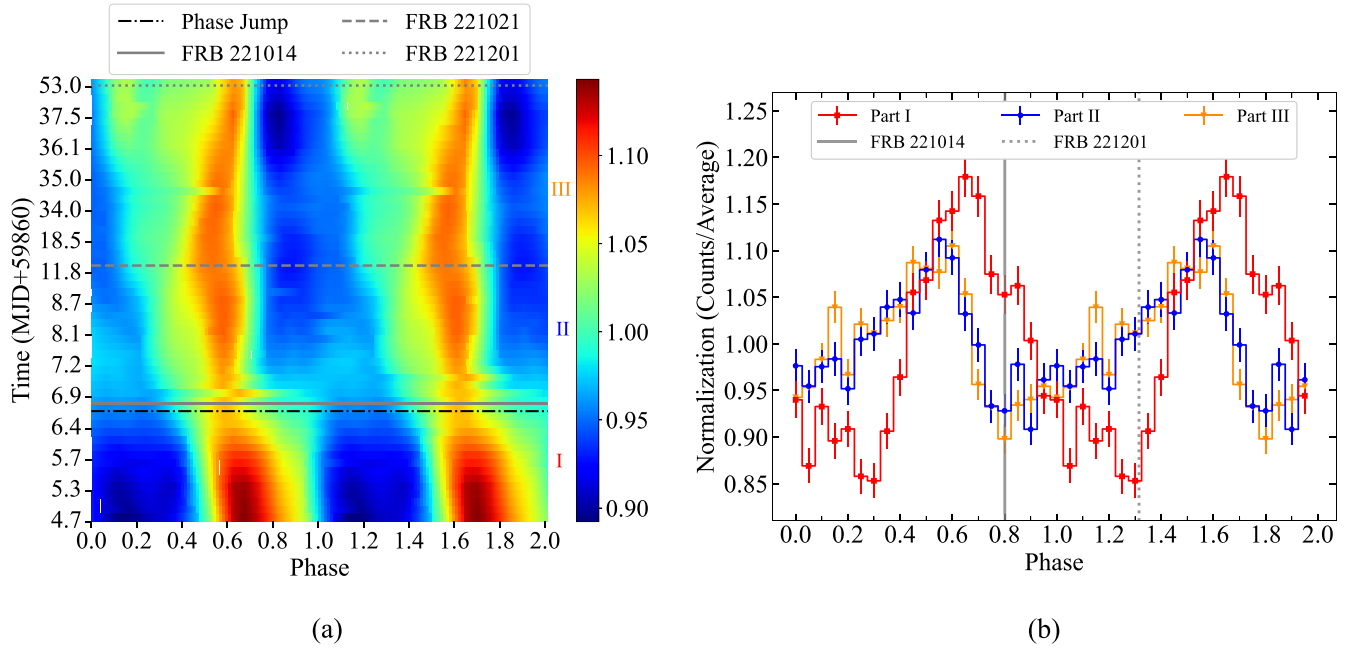 Phase Jump
FRB 221021
FRB 221014
FRB 221201
Time (MJD+59860)
53.0
37.5
36.1
35.0
34.0
18.5
11.8
8.7
8.1
7.2
6.9
6.4
5.7
5.3
4.7
0.0 0.2 0.4 0.6 0.8 1.0 1.2 1.4 1.6 1.8 2.0
Phase
III
II
I
1.10
1.05
1.00
0.95
0.90
(a)
Normalization (Counts/Average)
1.25
1.20
1.15
1.10
1.05
1.00
0.95
0.90
0.85
Part I
Part II
Part III
FRB 221014
FRB 221201
0.0 0.2 0.4 0.6 0.8 1.0 1.2 1.4 1.6 1.8 2.0
Phase
(b)